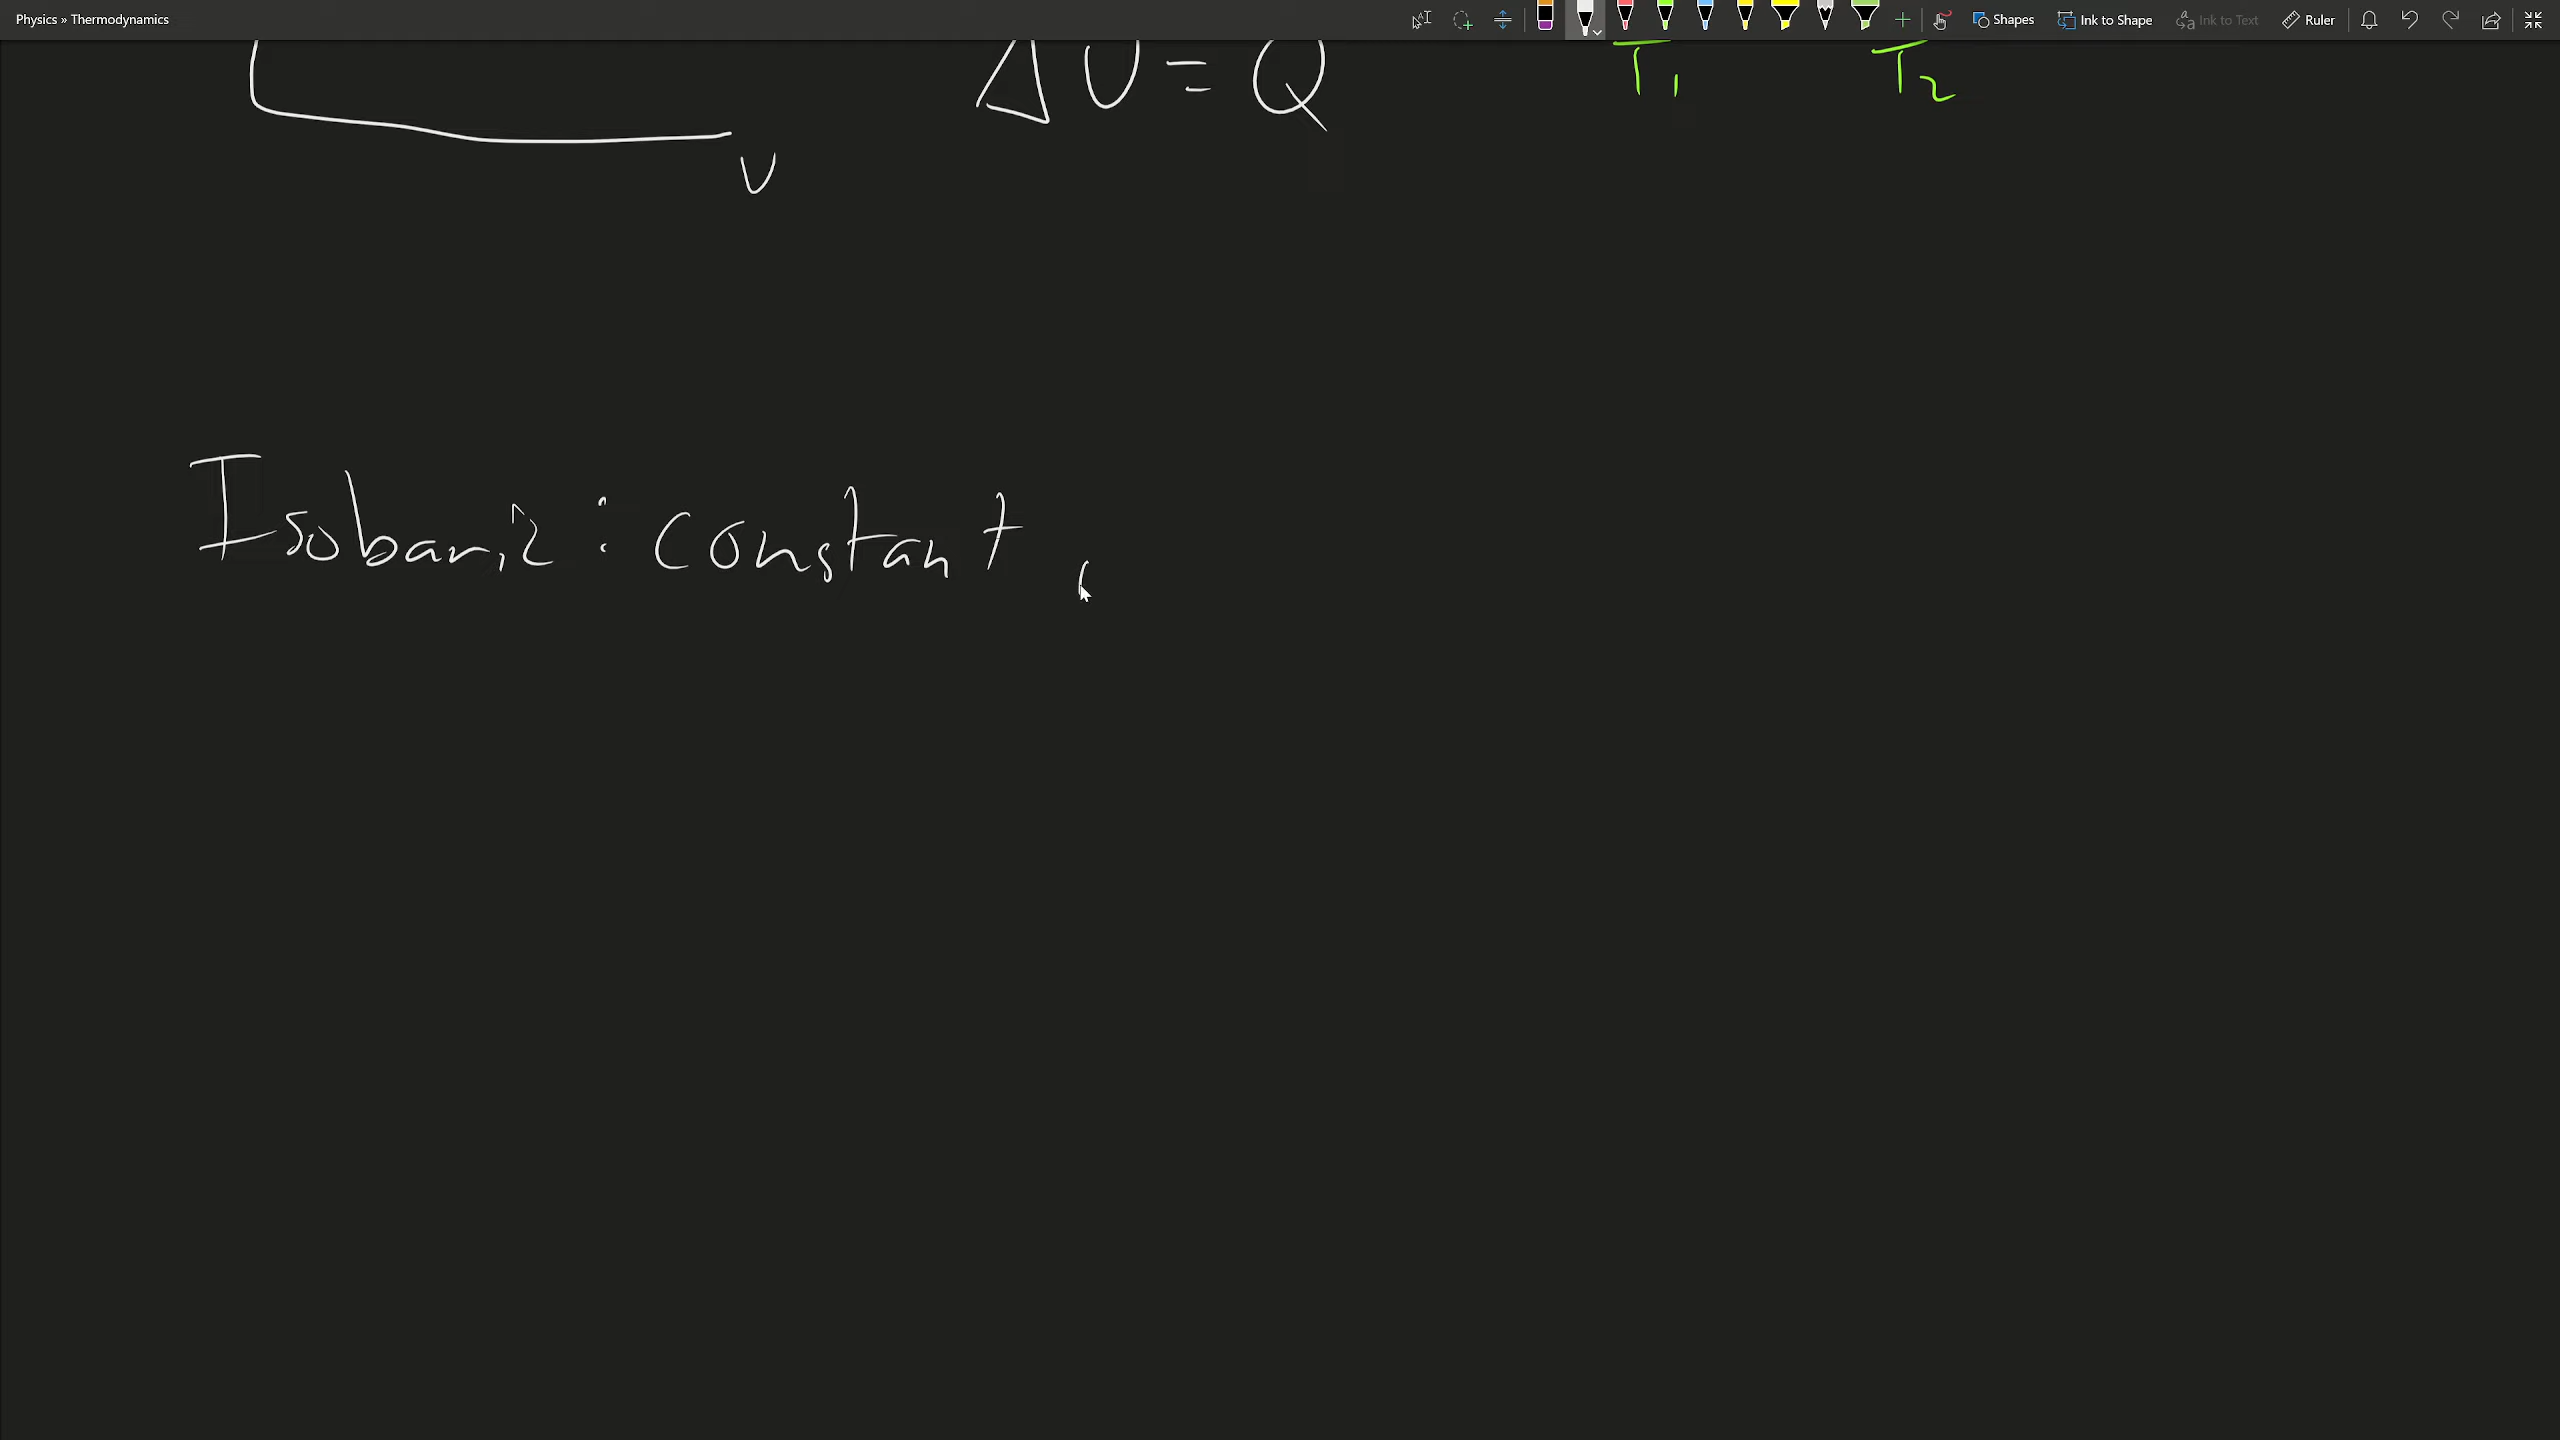 Physics » Thermodynamics
Shapes Ink to Shape Ink to Text Ruler
ΔU = Q
T₁ T₂
V
Isobaric : constant